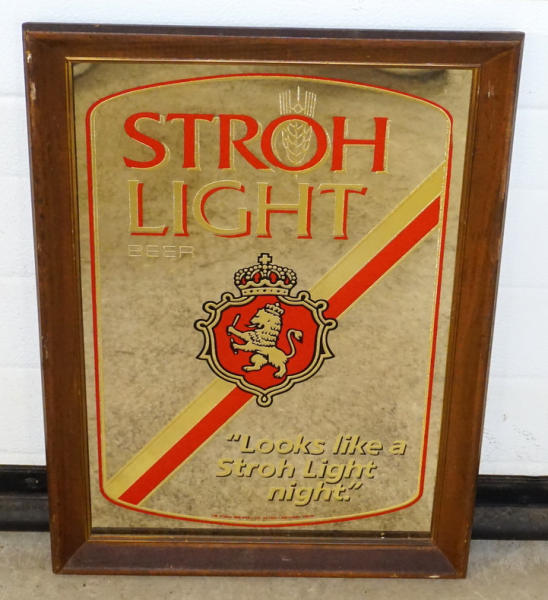 STROH
LIGHT
BEER
"Looks like a
Stroh Light
night."